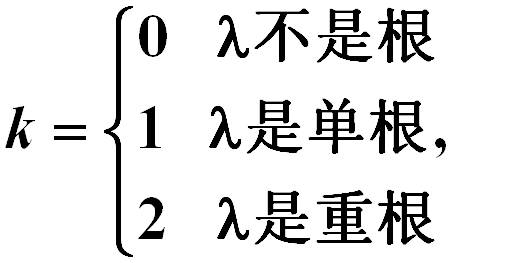 k = { 0 λ不是根
1 λ是单根,
2 λ是重根